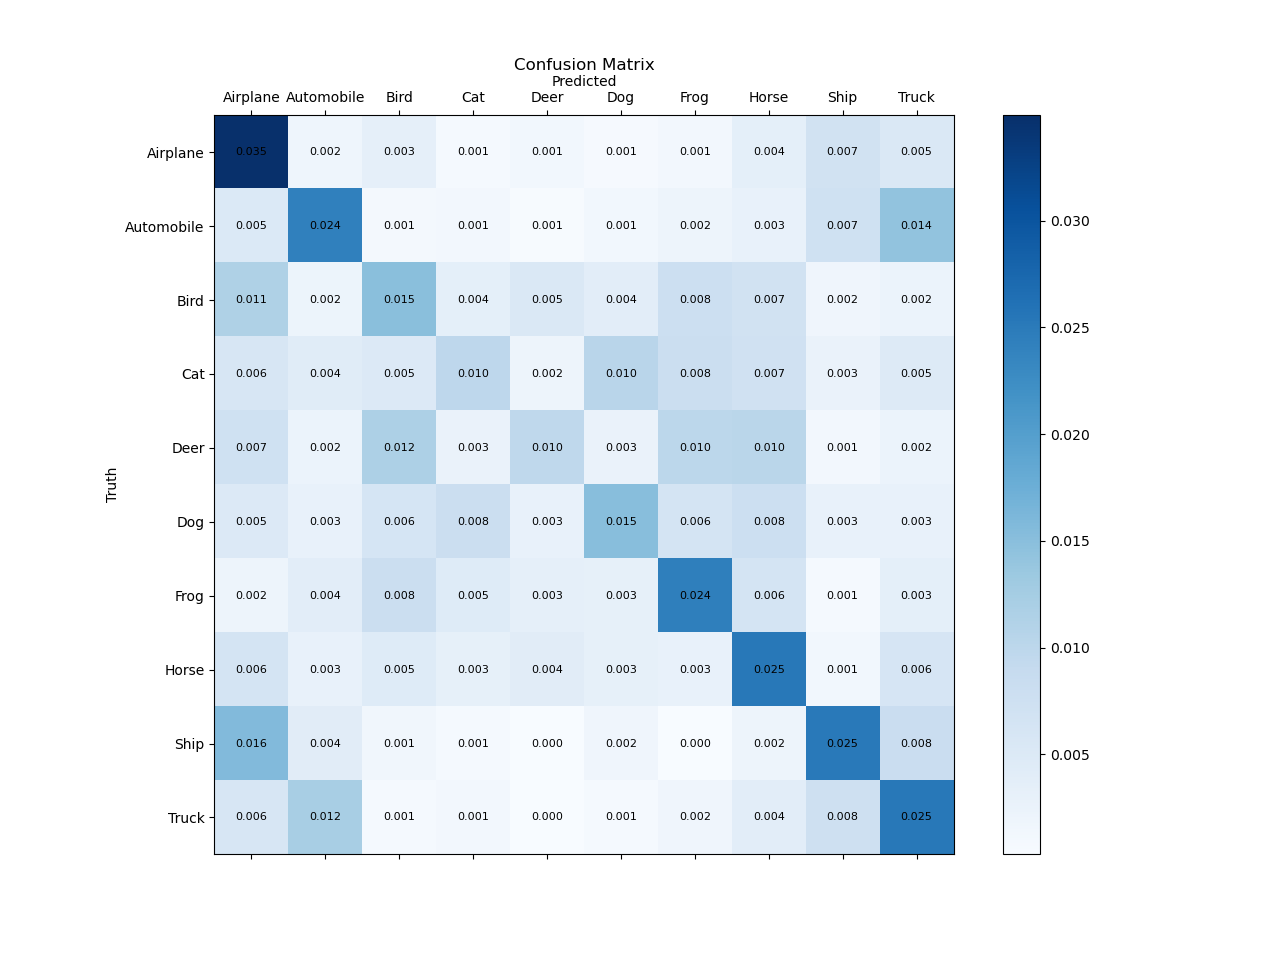 Confusion Matrix
Predicted
Airplane Automobile Bird Cat Deer Dog Frog Horse Ship Truck
Airplane 0.035 0.002 0.003 0.001 0.001 0.001 0.001 0.004 0.007 0.005
Automobile 0.005 0.024 0.001 0.001 0.001 0.001 0.002 0.003 0.007 0.014
Bird 0.011 0.002 0.015 0.004 0.005 0.004 0.008 0.007 0.002 0.002
Cat 0.006 0.004 0.005 0.010 0.002 0.010 0.008 0.007 0.003 0.005
Deer 0.007 0.002 0.012 0.003 0.010 0.003 0.010 0.010 0.001 0.002
Dog 0.005 0.003 0.006 0.008 0.003 0.015 0.006 0.008 0.003 0.003
Frog 0.002 0.004 0.008 0.005 0.003 0.003 0.024 0.006 0.001 0.003
Horse 0.006 0.003 0.005 0.003 0.004 0.003 0.003 0.025 0.001 0.006
Ship 0.016 0.004 0.001 0.001 0.000 0.002 0.000 0.002 0.025 0.008
Truck 0.006 0.012 0.001 0.001 0.000 0.001 0.002 0.004 0.008 0.025
Truth
0.030
0.025
0.020
0.015
0.010
0.005